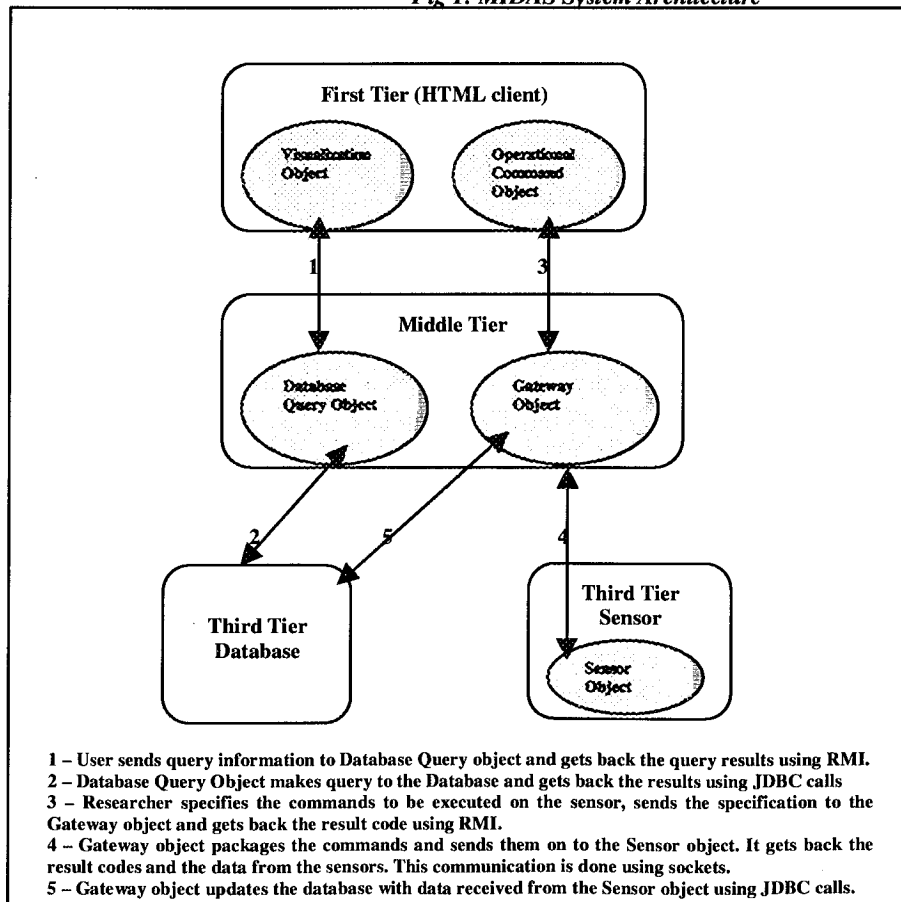 Fig 1: MIDAS System Architecture
First Tier (HTML client)
Visualization
Object
Operational
Command
Object
1
3
Middle Tier
Database
Query Object
Gateway
Object
2
5
4
Third Tier
Database
Third Tier
Sensor
Sensor
Object
1 – User sends query information to Database Query object and gets back the query results using RMI.
2 – Database Query Object makes query to the Database and gets back the results using JDBC calls
3 – Researcher specifies the commands to be executed on the sensor, sends the specification to the
Gateway object and gets back the result code using RMI.
4 – Gateway object packages the commands and sends them on to the Sensor object. It gets back the
result codes and the data from the sensors. This communication is done using sockets.
5 – Gateway object updates the database with data received from the Sensor object using JDBC calls.